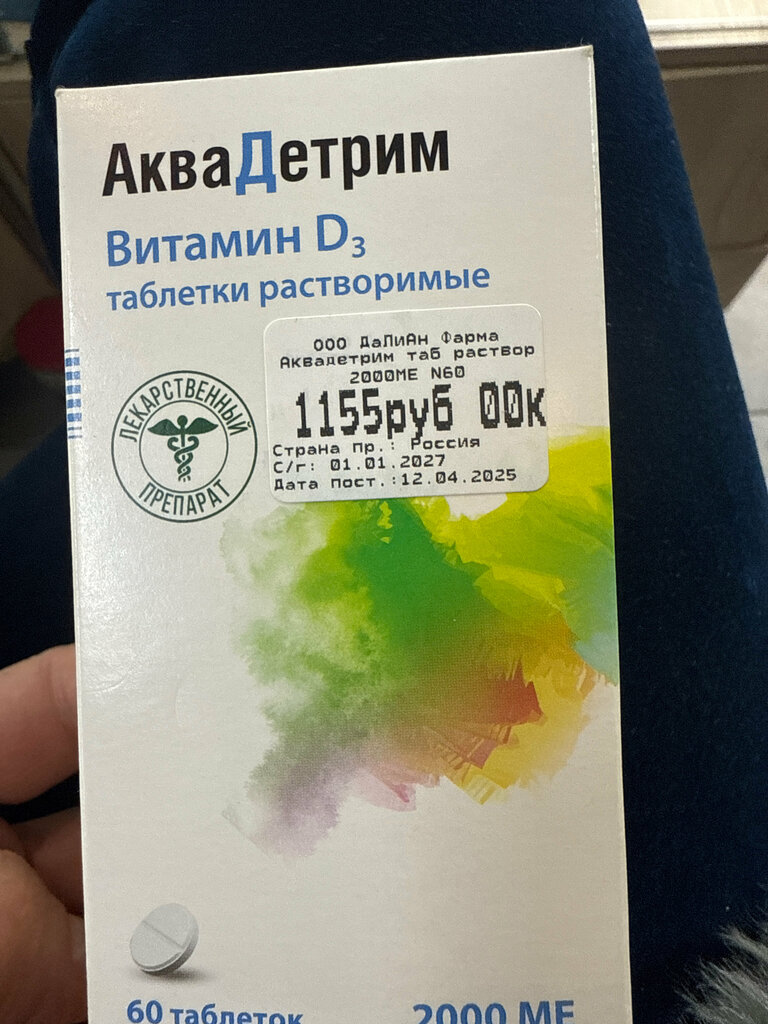 АкваДетрим
Витамин D₃
таблетки растворимые
ООО ДаЛиАн Фарма
Аквадетрим таб раствор
2000МЕ N60
1155руб 00к
Страна пр.: Россия
С/г: 01.01.2027
Дата пост.:12.04.2025
ЛЕКАРСТВЕННЫЙ
ПРЕПАРАТ
60 таблеток
2000 МЕ